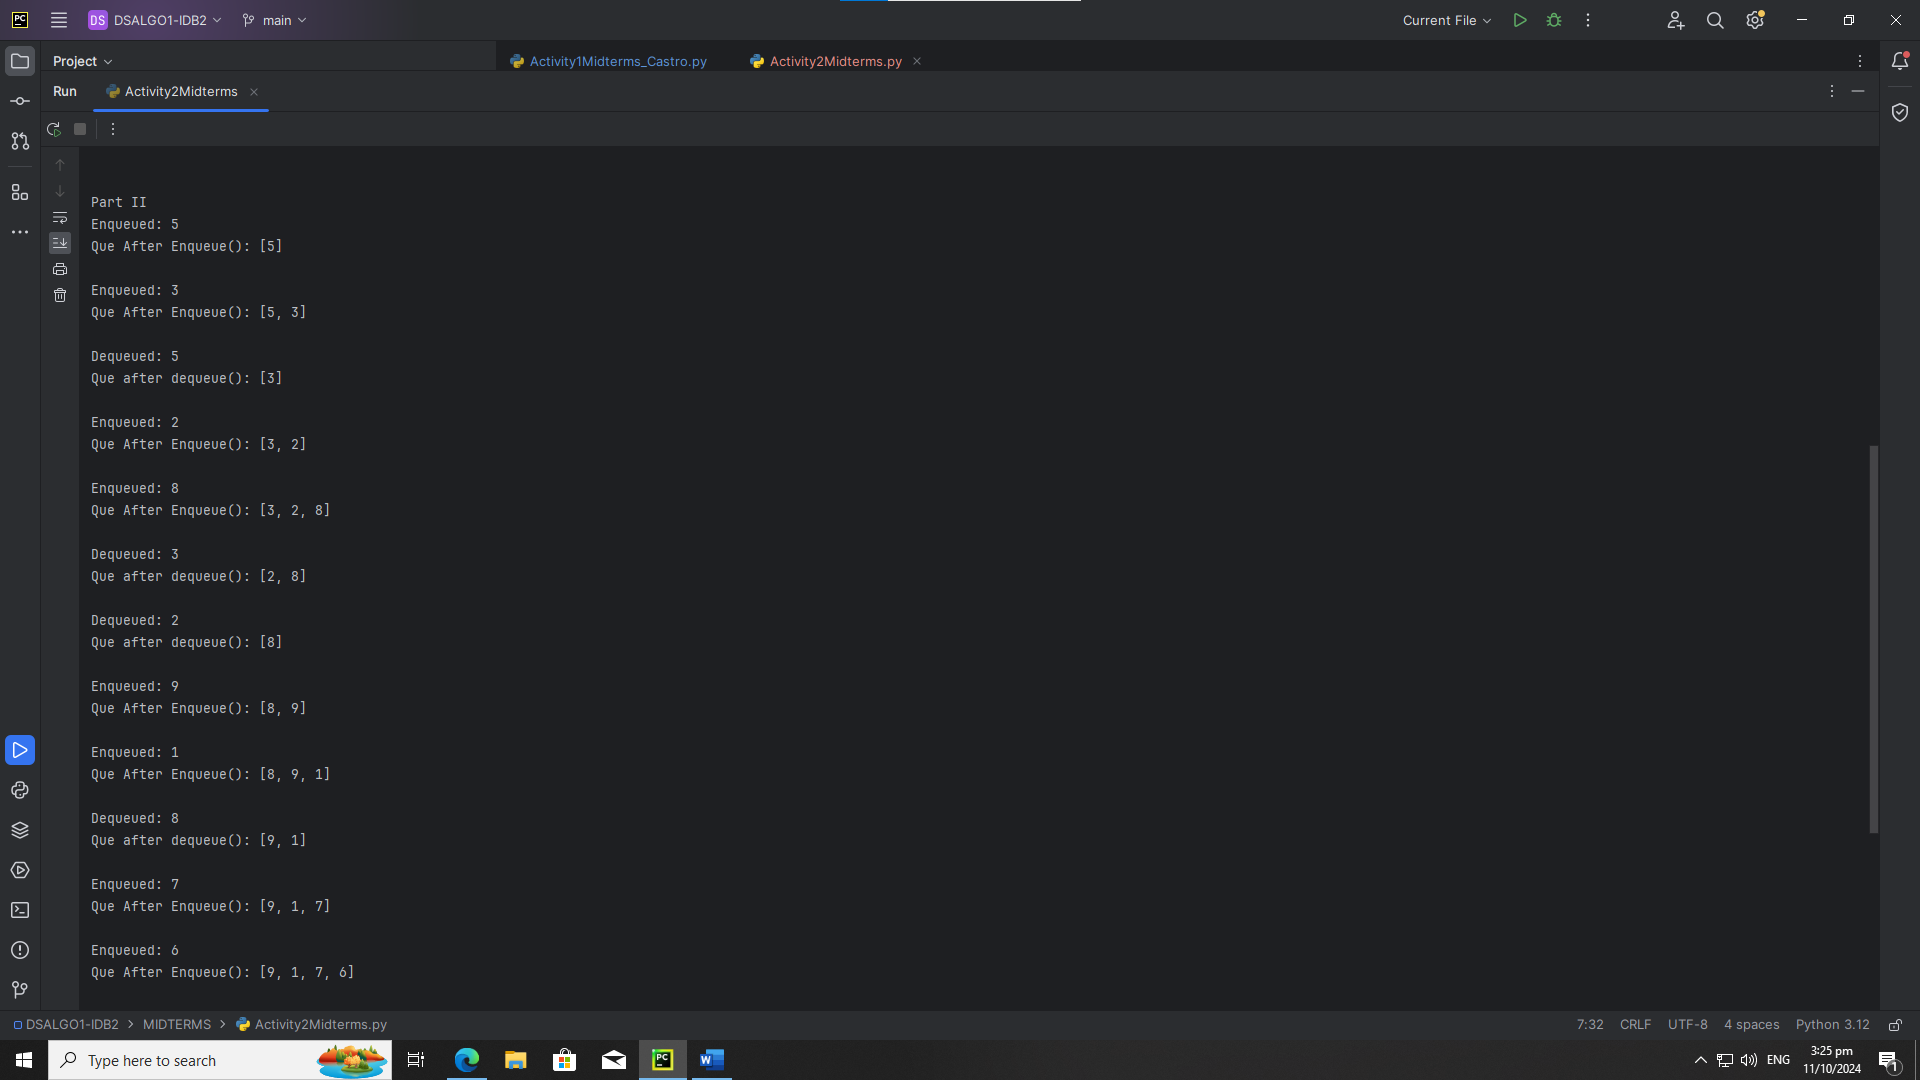 PC
DS DSALGO1-IDB2
main
Current File
Project
Activity1Midterms_Castro.py
Activity2Midterms.py
Run
Activity2Midterms
Part II
Enqueued: 5
Que After Enqueue(): [5]
Enqueued: 3
Que After Enqueue(): [5, 3]
Dequeued: 5
Que after dequeue(): [3]
Enqueued: 2
Que After Enqueue(): [3, 2]
Enqueued: 8
Que After Enqueue(): [3, 2, 8]
Dequeued: 3
Que after dequeue(): [2, 8]
Dequeued: 2
Que after dequeue(): [8]
Enqueued: 9
Que After Enqueue(): [8, 9]
Enqueued: 1
Que After Enqueue(): [8, 9, 1]
Dequeued: 8
Que after dequeue(): [9, 1]
Enqueued: 7
Que After Enqueue(): [9, 1, 7]
Enqueued: 6
Que After Enqueue(): [9, 1, 7, 6]
DSALGO1-IDB2 > MIDTERMS > Activity2Midterms.py
7:32 CRLF UTF-8 4 spaces Python 3.12
Type here to search
PC
W
ENG
3:25 pm
11/10/2024
1